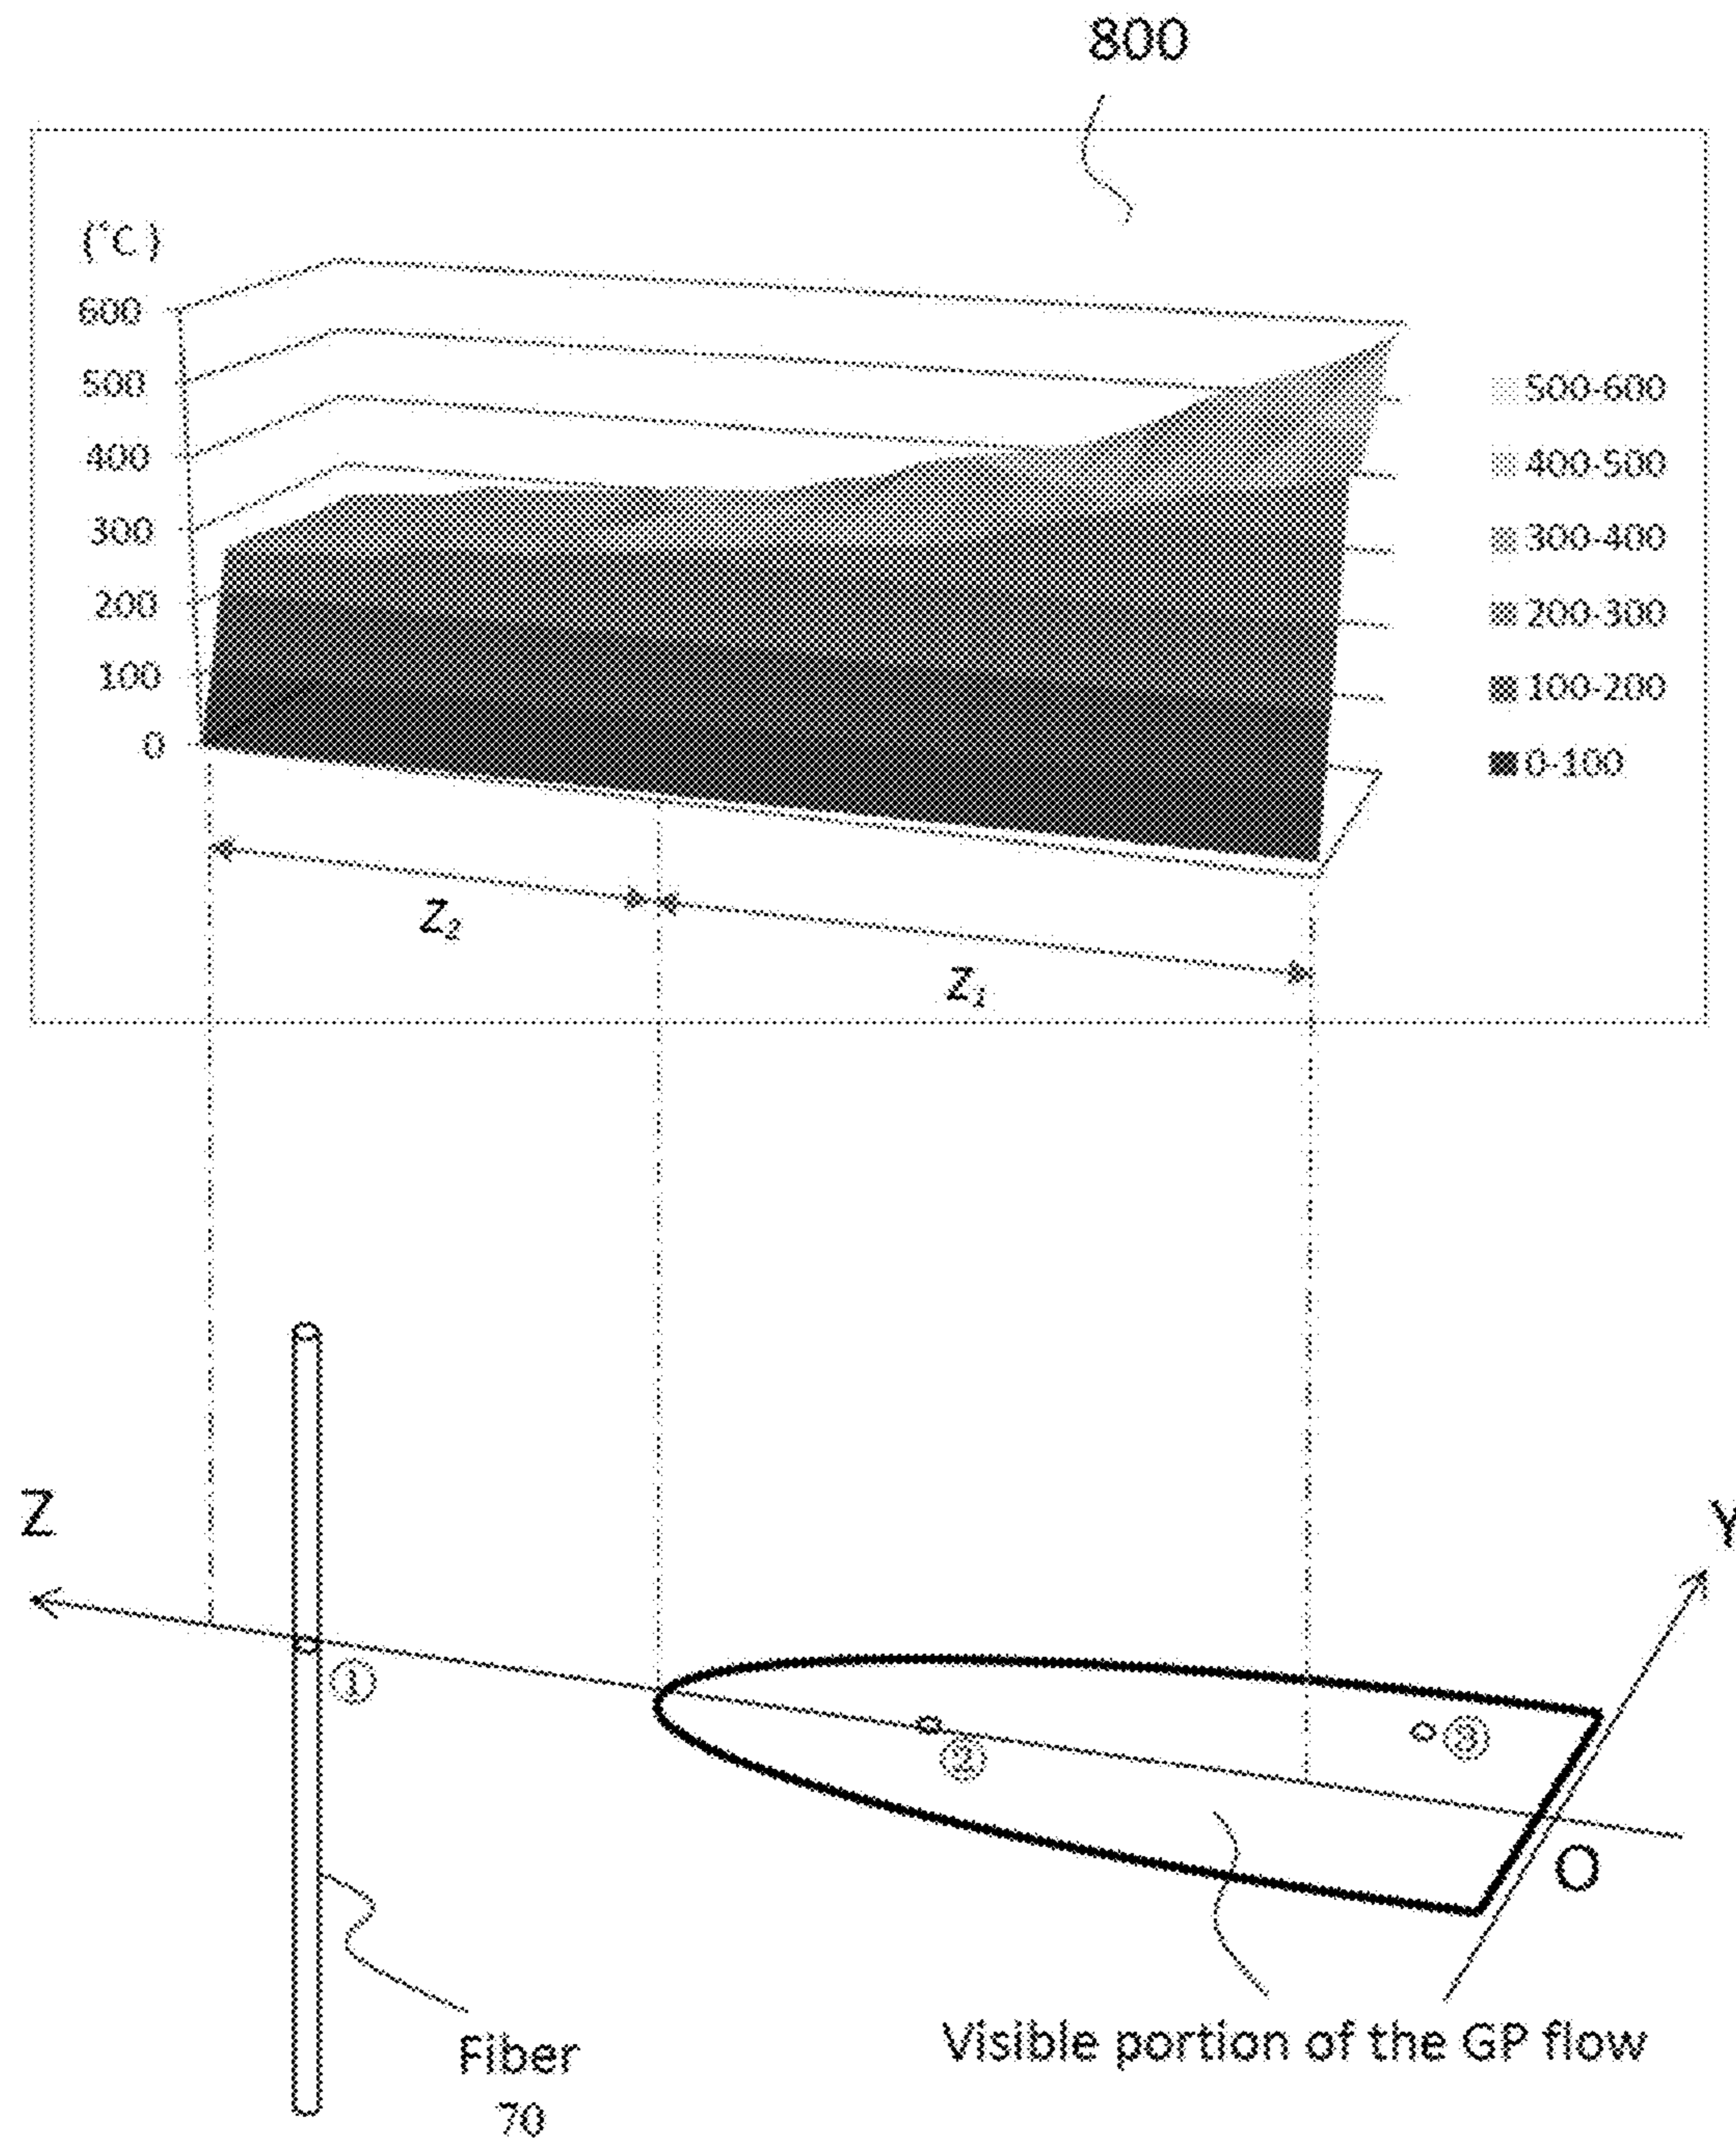 800
(°C)
600
500
400
300
200
100
0
500-600
400-500
300-400
200-300
100-200
0-100
Z₂
Z₁
Z
Y
①
②
③
O
Fiber
70
Visible portion of the GP flow